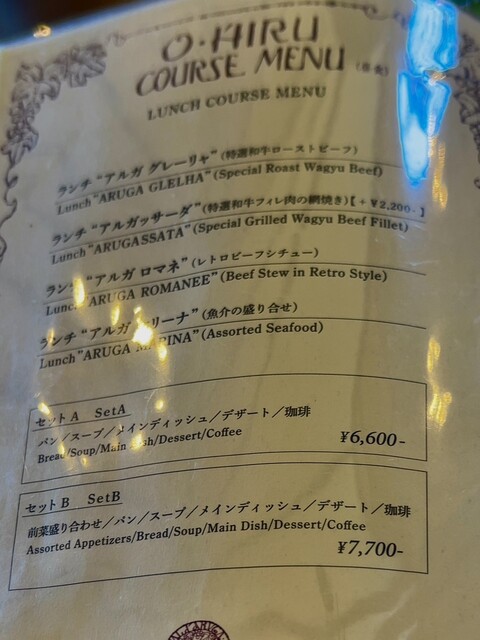 O·HIRU
COURSE MENU (昼食)
LUNCH COURSE MENU
ランチ “アルガ グレーリャ” (特選和牛ローストビーフ)
Lunch “ARUGA GLELHA” (Special Roast Wagyu Beef)
ランチ “アルガッサーダ” (特選和牛フィレ肉の網焼き)【+¥2,200-】
Lunch “ARUGASSATA” (Special Grilled Wagyu Beef Fillet)
ランチ “アルガ ロマネ” (レトロビーフシチュー)
Lunch “ARUGA ROMANEE” (Beef Stew in Retro Style)
ランチ “アルガ リーナ” (魚介の盛り合せ)
Lunch “ARUGA MARINA” (Assorted Seafood)
セットA SetA
パン／スープ／メインディッシュ／デザート／珈琲
Bread/Soup/Main Dish/Dessert/Coffee
¥6,600-
セットB SetB
前菜盛り合わせ／パン／スープ／メインディッシュ／デザート／珈琲
Assorted Appetizers/Bread/Soup/Main Dish/Dessert/Coffee
¥7,700-